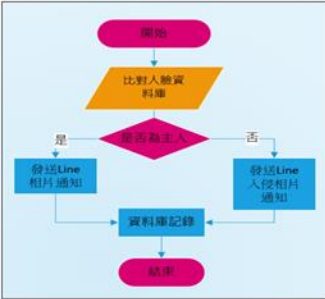 開始
比對人臉資
料庫
是否為主人
是
否
發送Line
相片通知
發送Line
入侵相片
通知
資料庫記錄
結束